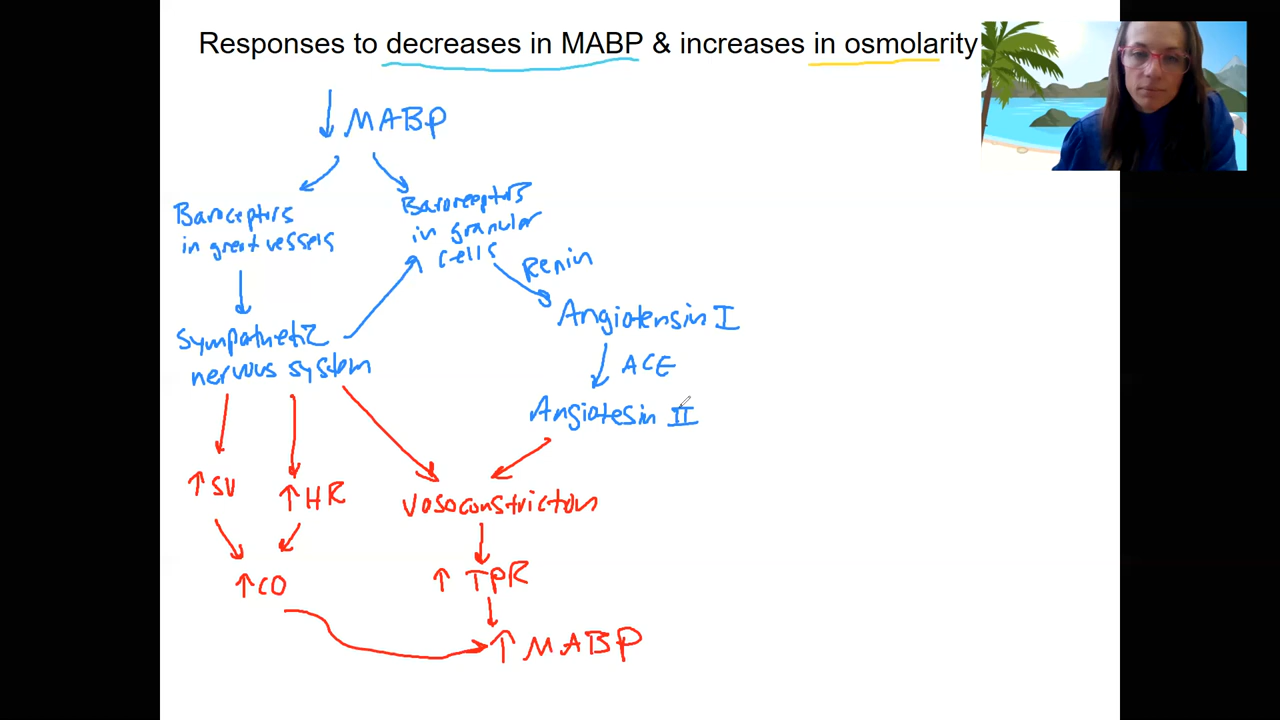 Responses to decreases in MABP & increases in osmolarity
↓ MABP
Baroceptors
in great vessels
Baroreceptors
in granular
cells
Renin
Angiotensin I
ACE
Angiotesin II
Sympathetic
nervous system
↑ SV
↑ HR
Vasoconstriction
↑ CO
↑ TPR
↑ MABP